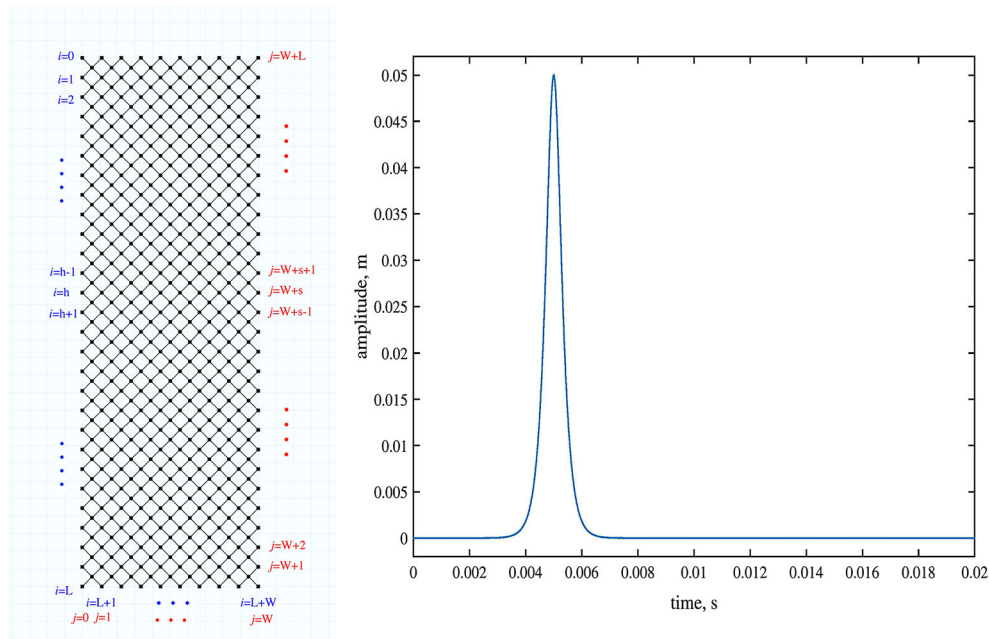 i=0
j=W+L
i=1
i=2
i=h-1
j=W+s+1
i=h
j=W+s
i=h+1
j=W+s-1
j=W+2
j=W+1
i=L
i=L+1
i=L+W
j=0 j=1
j=W
0.05
0.045
0.04
0.035
0.03
0.025
0.02
0.015
0.01
0.005
0
amplitude, m
0 0.002 0.004 0.006 0.008 0.01 0.012 0.014 0.016 0.018 0.02
time, s